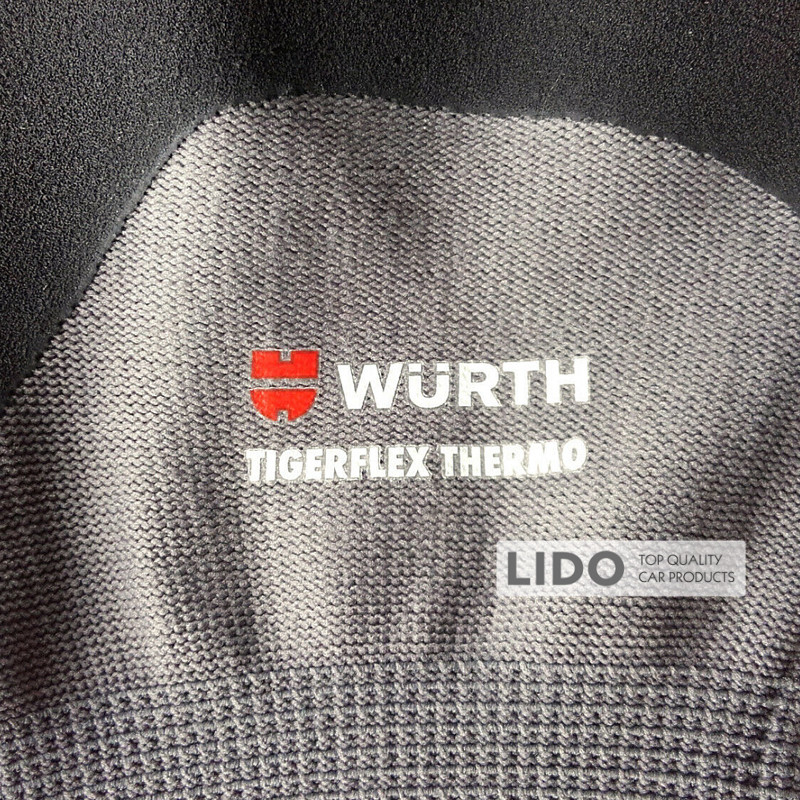 WÜRTH
TIGERFLEX THERMO
LIDO
TOP QUALITY
CAR PRODUCTS